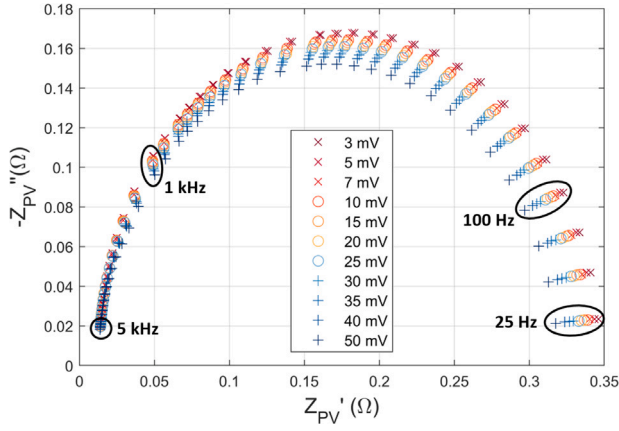 0.18
0.16
0.14
0.12
0.1
0.08
0.06
0.04
0.02
0
-Z_PV''(Ω)
1 kHz
5 kHz
100 Hz
25 Hz
3 mV
5 mV
7 mV
10 mV
15 mV
20 mV
25 mV
30 mV
35 mV
40 mV
50 mV
0 0.05 0.1 0.15 0.2 0.25 0.3 0.35
Z_PV' (Ω)